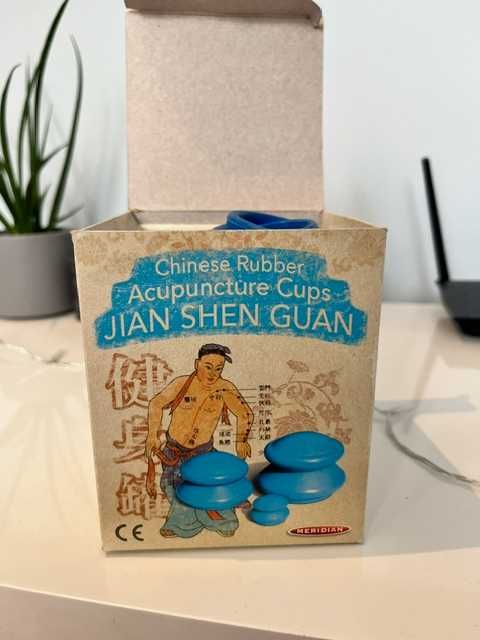 Chinese Rubber
Acupuncture Cups
JIAN SHEN GUAN
健
身
罐
CE
MERIDIAN